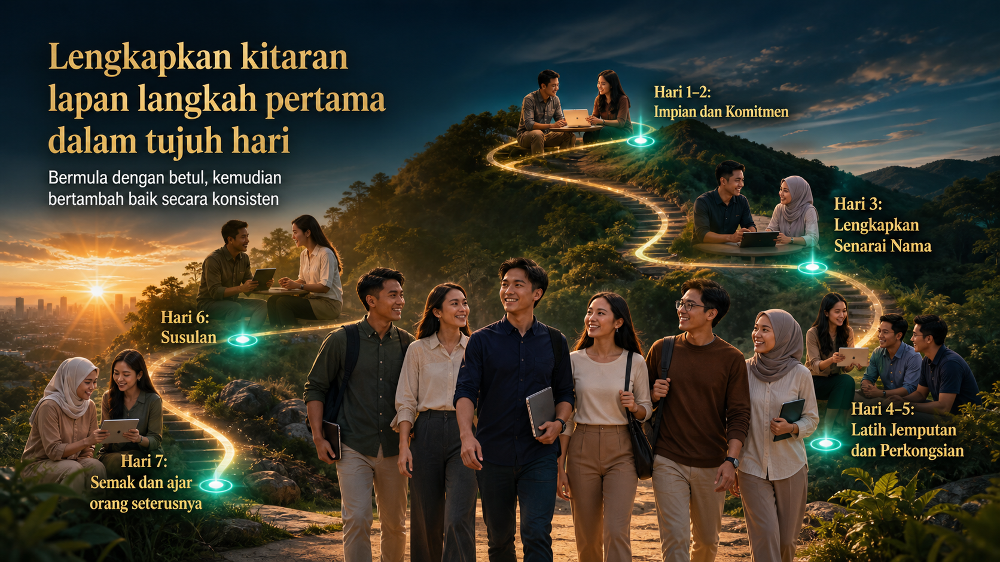 Lengkapkan kitaran
lapan langkah pertama
dalam tujuh hari
Bermula dengan betul, kemudian
bertambah baik secara konsisten
Hari 1–2:
Impian dan Komitmen
Hari 3:
Lengkapkan
Senarai Nama
Hari 4–5:
Latih Jemputan
dan Perkongsian
Hari 6:
Susulan
Hari 7:
Semak dan ajar
orang seterusnya